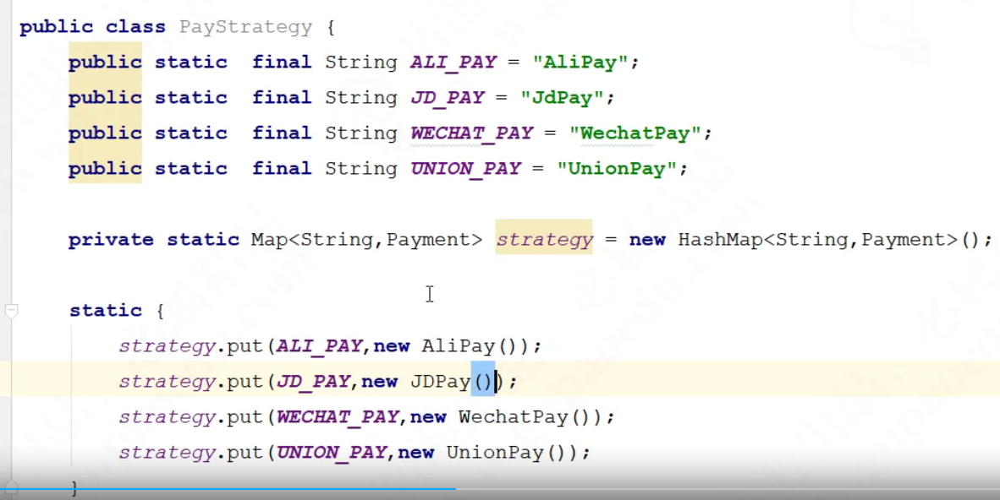 public class PayStrategy {
public static  final String ALI_PAY = "AliPay";
public static  final String JD_PAY = "JdPay";
public static  final String WECHAT_PAY = "WechatPay";
public static  final String UNION_PAY = "UnionPay";
private static Map<String,Payment> strategy = new HashMap<String,Payment>();
static {
strategy.put(ALI_PAY,new AliPay());
strategy.put(JD_PAY,new JDPay());
strategy.put(WECHAT_PAY,new WechatPay());
strategy.put(UNION_PAY,new UnionPay());
}